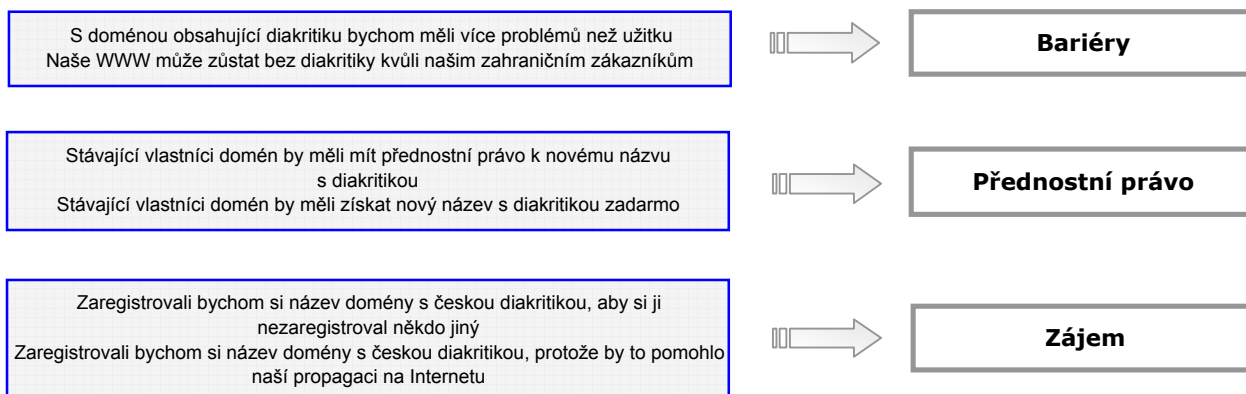 S doménou obsahující diakritiku bychom měli více problémů než užitku
Naše WWW může zůstat bez diakritiky kvůli našim zahraničním zákazníkům
Bariéry
Stávající vlastníci domén by měli mít přednostní právo k novému názvu
s diakritikou
Stávající vlastníci domén by měli získat nový název s diakritikou zadarmo
Přednostní právo
Zaregistrovali bychom si název domény s českou diakritikou, aby si ji
nezaregistroval někdo jiný
Zaregistrovali bychom si název domény s českou diakritikou, protože by to pomohlo
naší propagaci na Internetu
Zájem